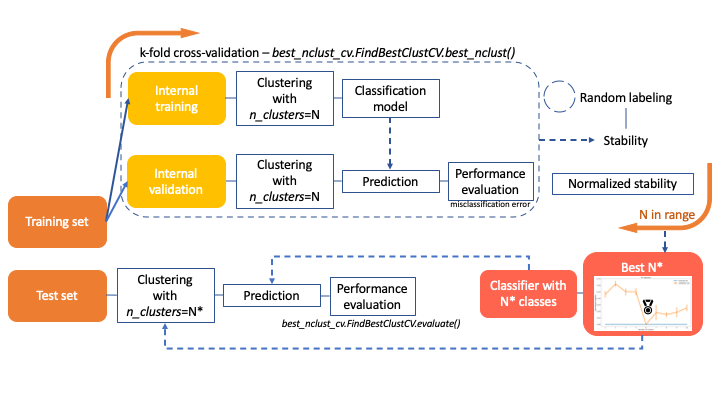 k-fold cross-validation – best_nclust_cv.FindBestClustCV.best_nclust()
Internal
training
Clustering
with
n_clusters=N
Classification
model
Random labeling
Stability
Internal
validation
Clustering
with
n_clusters=N
Prediction
Performance
evaluation
misclassification error
Normalized stability
Training set
N in range
Test set
Clustering
with
n_clusters=N*
Prediction
Performance
evaluation
best_nclust_cv.FindBestClustCV.evaluate()
Classifier with
N* classes
Best N*